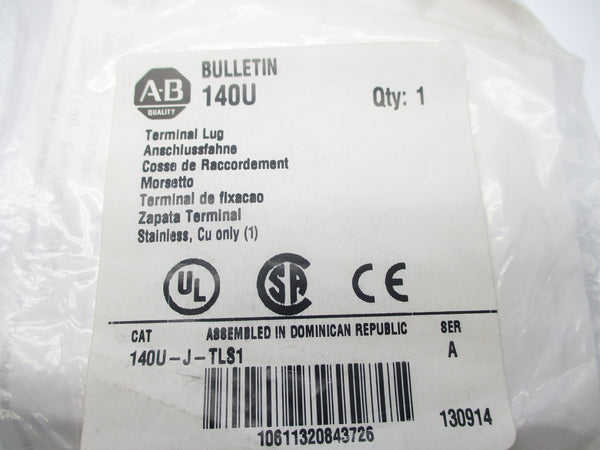 A-B
QUALITY
BULLETIN
140U
Qty: 1
Terminal Lug
Anschlussfahne
Cosse de Raccordement
Morsetto
Terminal de fixacao
Zapata Terminal
Stainless, Cu only (1)
UL
SA
CE
CAT ASSEMBLED IN DOMINICAN REPUBLIC SER
140U-J-TLS1 A
10611320843726
130914